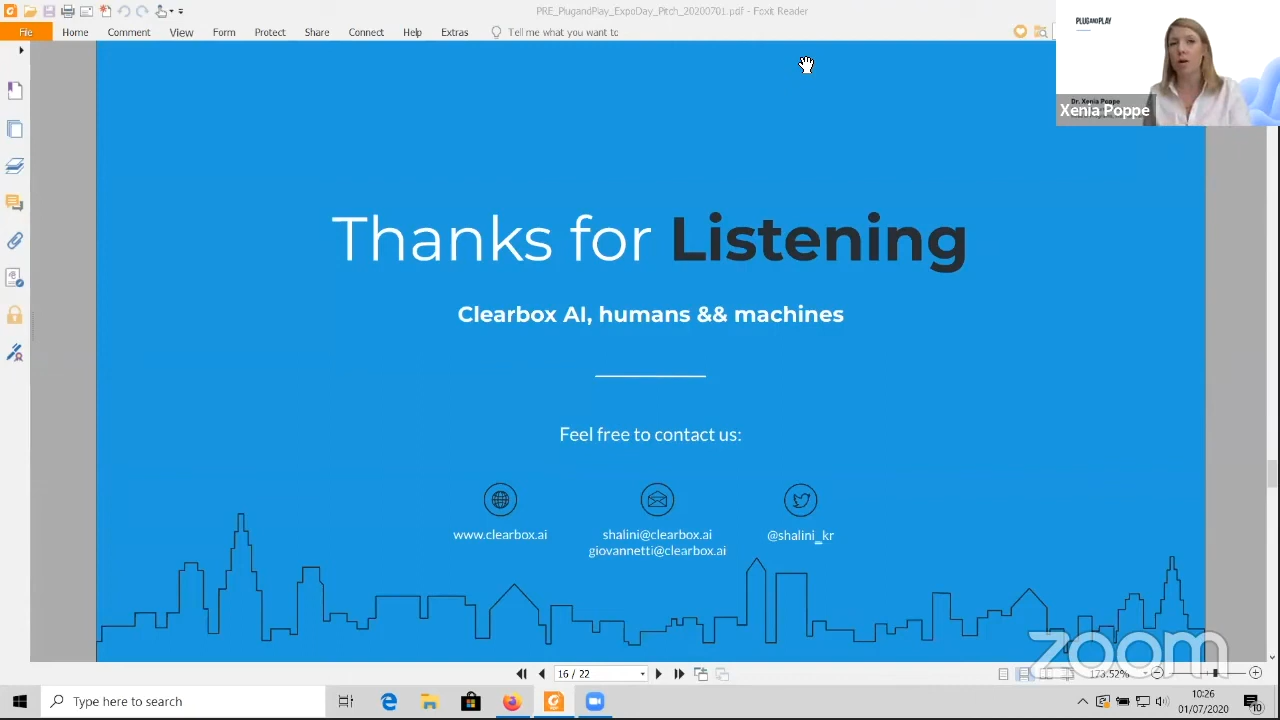 PRE_PlugandPlay_ExpoDay_Pitch_20200701.pdf - Foxit Reader
File Home Comment View Form Protect Share Connect Help Extras Tell me what you want to
PLUGANDPLAY
Dr. Xenia Poppe
Xenia Poppe
Thanks for Listening
Clearbox AI, humans && machines
Feel free to contact us:
www.clearbox.ai
shalini@clearbox.ai
giovannetti@clearbox.ai
@shalini_kr
zoom
16 / 22
173.52%
Type here to search
10:26
01/07/2020
10